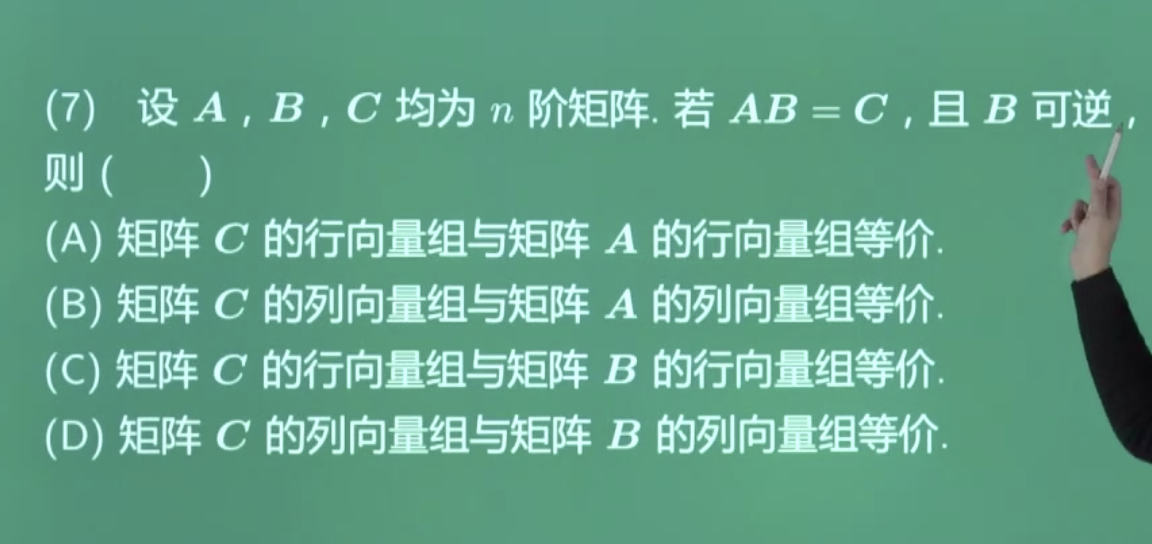 (7) 设 A , B , C 均为 n 阶矩阵. 若 AB = C , 且 B 可逆 ,
则 ( )
(A) 矩阵 C 的行向量组与矩阵 A 的行向量组等价.
(B) 矩阵 C 的列向量组与矩阵 A 的列向量组等价.
(C) 矩阵 C 的行向量组与矩阵 B 的行向量组等价.
(D) 矩阵 C 的列向量组与矩阵 B 的列向量组等价.